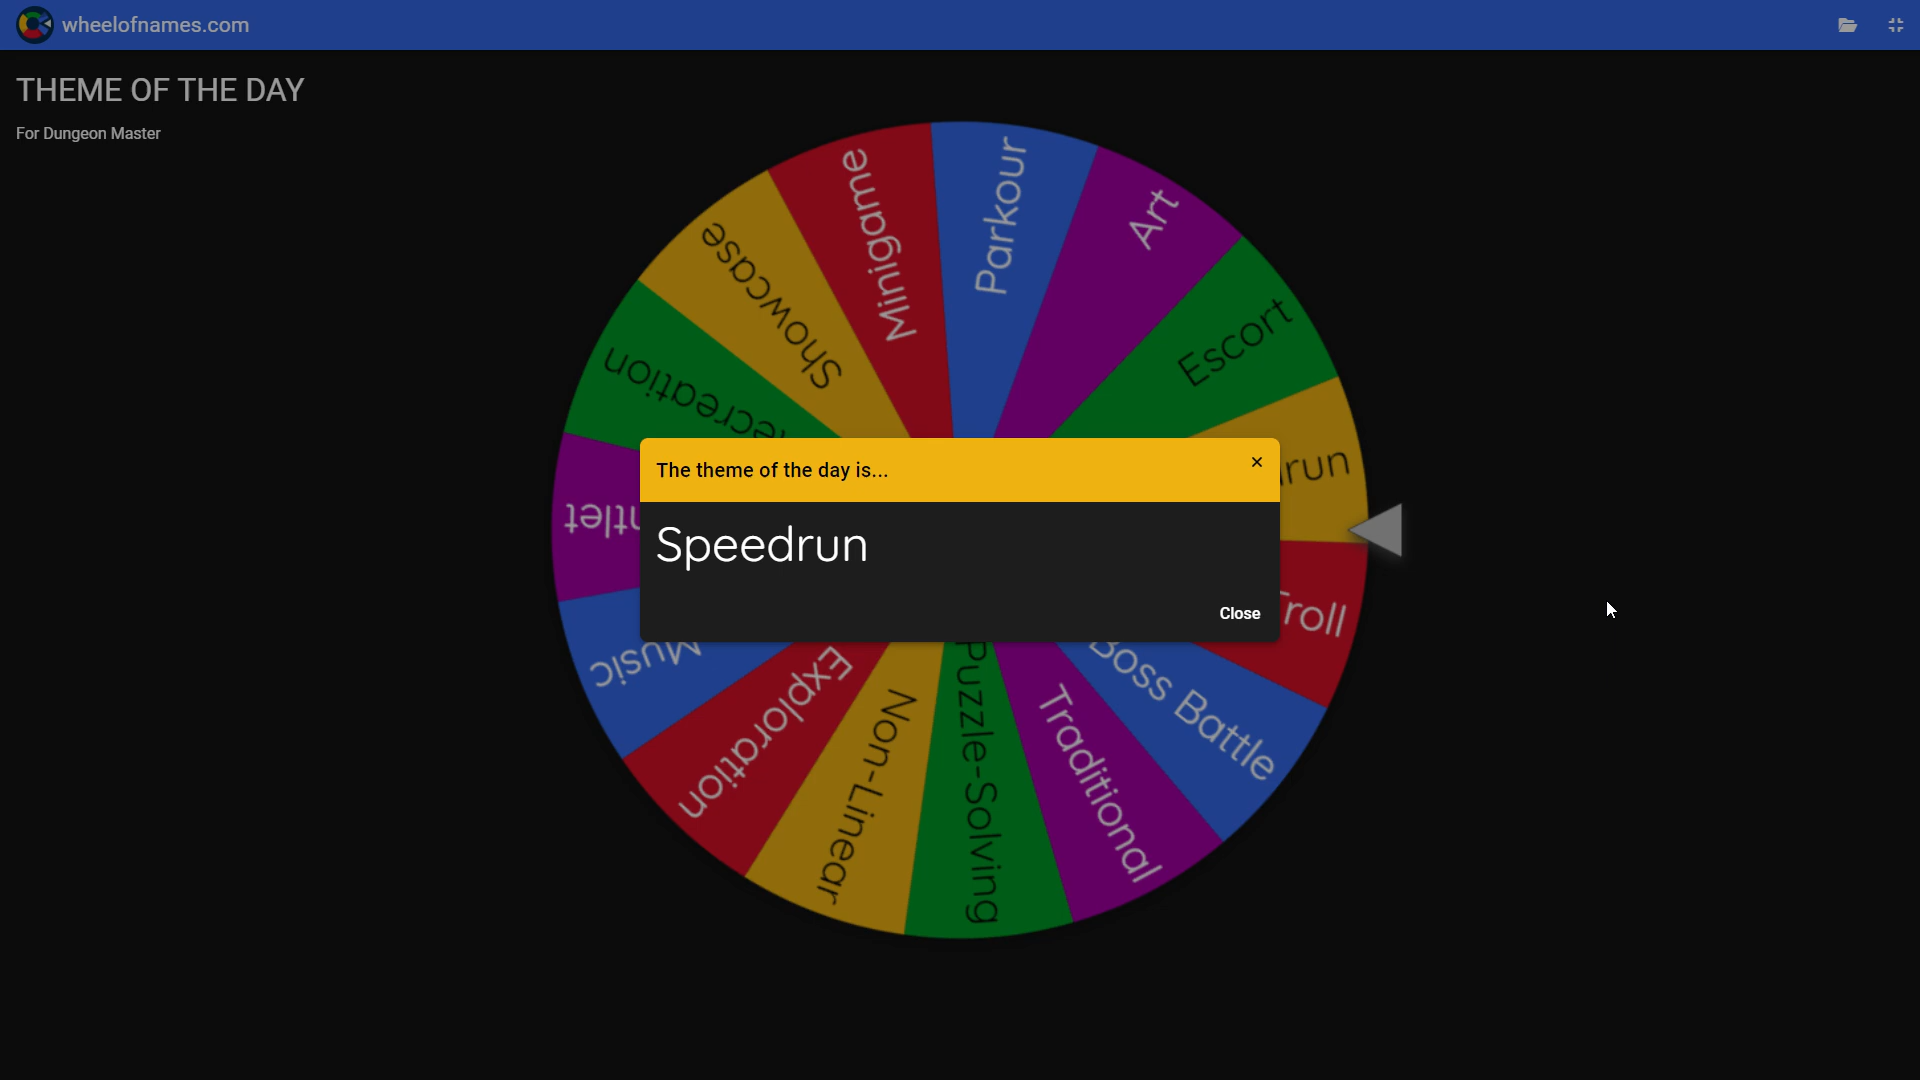 wheelofnames.com
THEME OF THE DAY
For Dungeon Master
Parkour
Art
Escort
Minigame
Showcase
The theme of the day is...
Speedrun
Close
Music
Exploration
Non-Linear
Puzzle-Solving
Traditional
Boss Battle